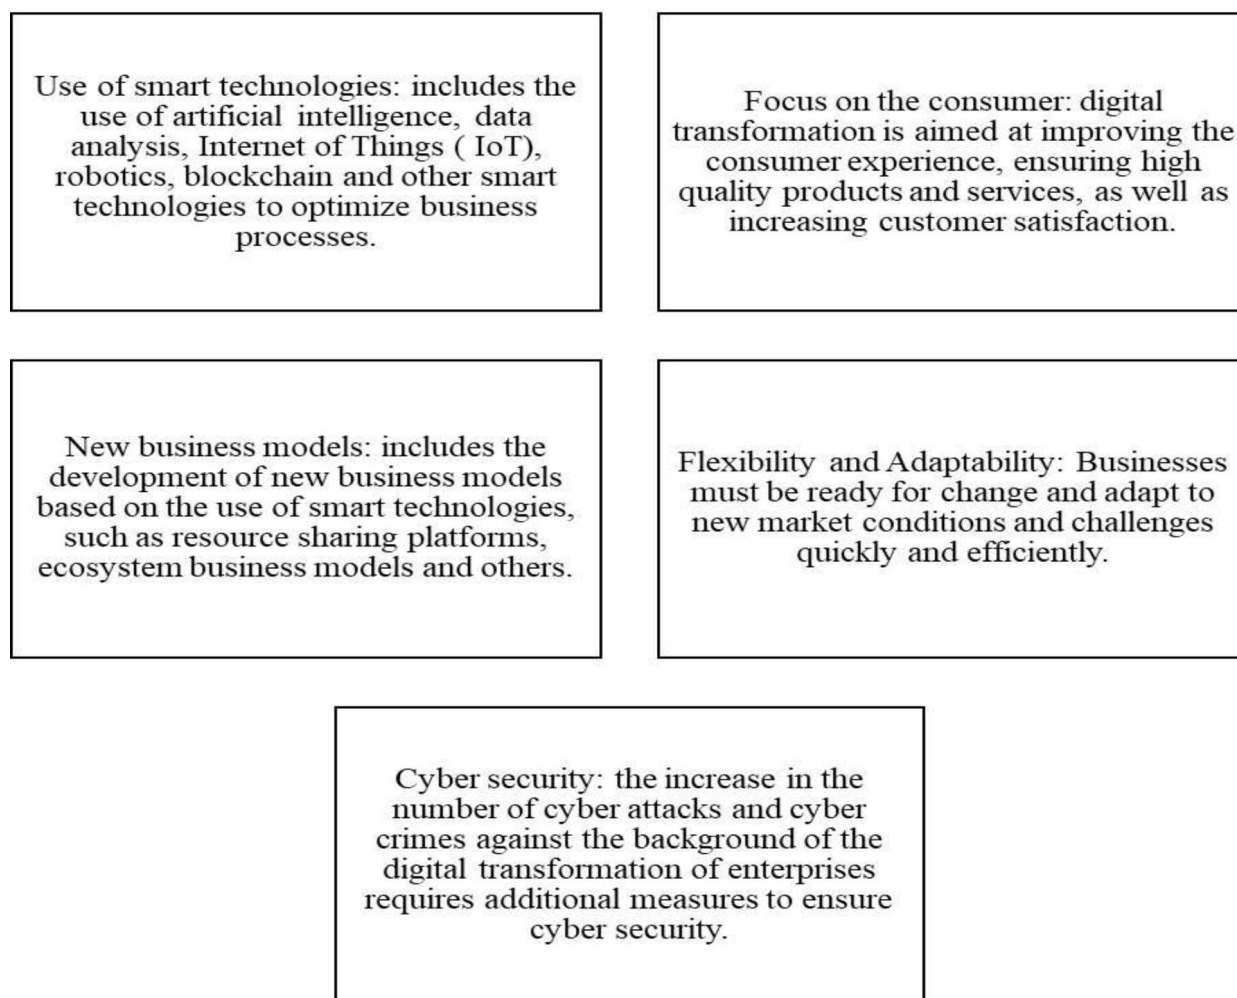 Use of smart technologies: includes the
use of artificial intelligence, data
analysis, Internet of Things ( IoT),
robotics, blockchain and other smart
technologies to optimize business
processes.
Focus on the consumer: digital
transformation is aimed at improving the
consumer experience, ensuring high
quality products and services, as well as
increasing customer satisfaction.
New business models: includes the
development of new business models
based on the use of smart technologies,
such as resource sharing platforms,
ecosystem business models and others.
Flexibility and Adaptability: Businesses
must be ready for change and adapt to
new market conditions and challenges
quickly and efficiently.
Cyber security: the increase in the
number of cyber attacks and cyber
crimes against the background of the
digital transformation of enterprises
requires additional measures to ensure
cyber security.